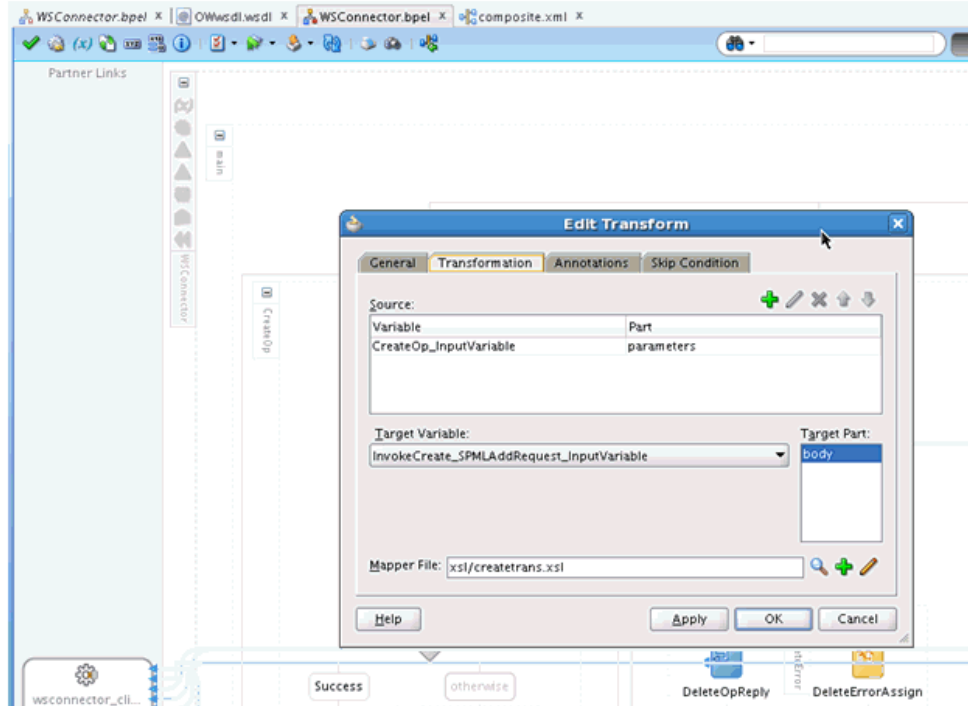 WSConnector.bpel x OWwsdl.wsdl x WSConnector.bpel x composite.xml x
(x)
Partner Links
(x)
main
WSConnector
CreateOp
Edit Transform
General Transformation Annotations Skip Condition
Source:
Variable Part
CreateOp_InputVariable parameters
Target Variable: Target Part:
InvokeCreate_SPMLAddRequest_InputVariable body
Mapper File: xsl/createtrans.xsl
Help Apply OK Cancel
wsconnector_cli...
Success otherwise
DeleteOpReply DeleteErrorAssign